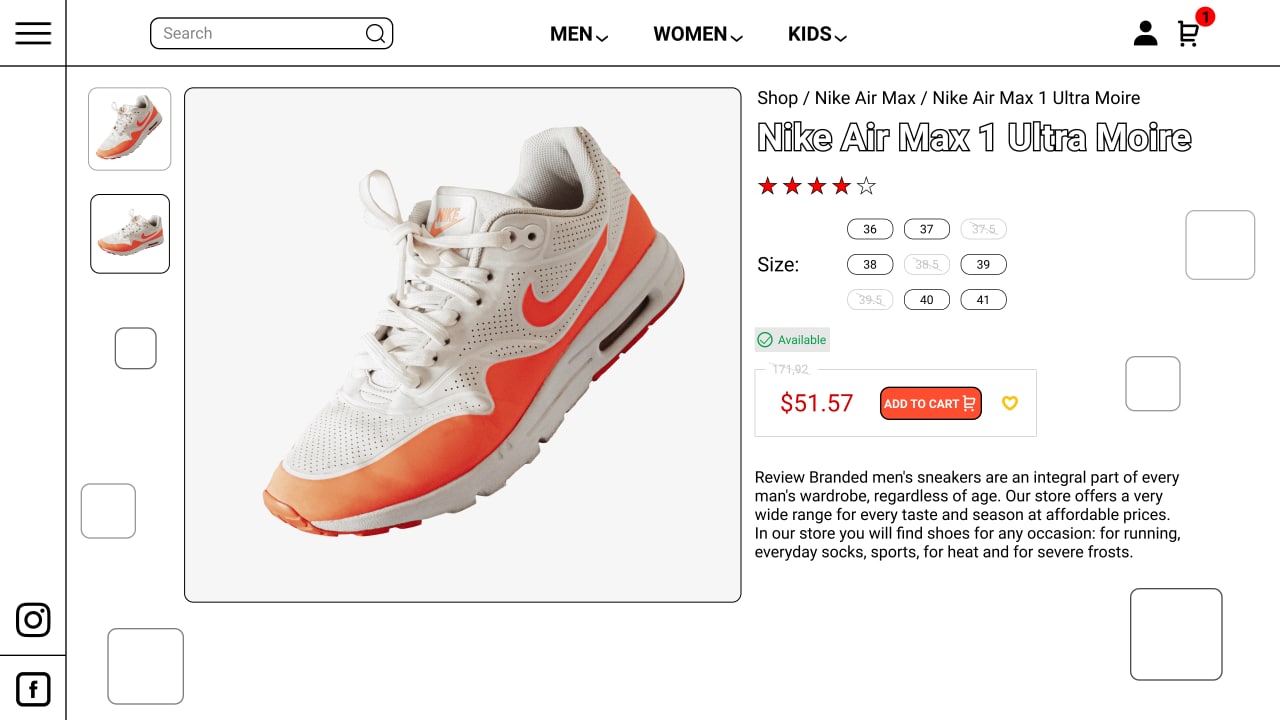 Search
MEN
WOMEN
KIDS
1
Shop / Nike Air Max / Nike Air Max 1 Ultra Moire
Nike Air Max 1 Ultra Moire
NIKE
Size:
36 37 37.5
38 38.5 39
39.5 40 41
Available
171,92
$51.57
ADD TO CART
Review Branded men's sneakers are an integral part of every
man's wardrobe, regardless of age. Our store offers a very
wide range for every taste and season at affordable prices.
In our store you will find shoes for any occasion: for running,
everyday socks, sports, for heat and for severe frosts.